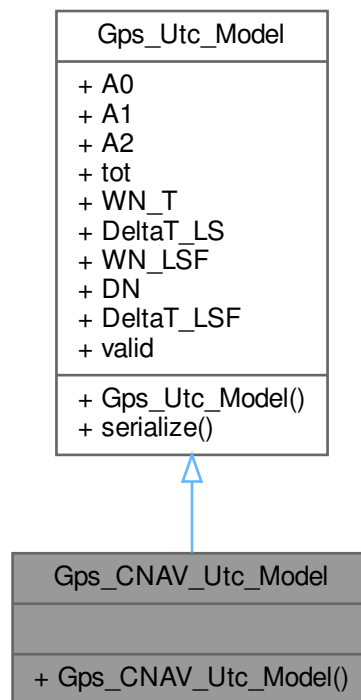 Gps_Utc_Model
+ A0
+ A1
+ A2
+ tot
+ WN_T
+ DeltaT_LS
+ WN_LSF
+ DN
+ DeltaT_LSF
+ valid
+ Gps_Utc_Model()
+ serialize()
Gps_CNAV_Utc_Model
+ Gps_CNAV_Utc_Model()